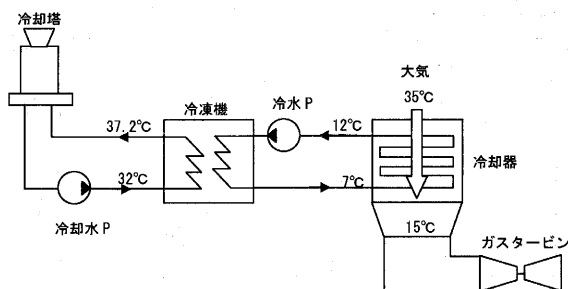 冷却塔
大気
冷凍機
冷水P
35℃
37.2℃
12℃
冷却器
32℃
7℃
冷却水P
15℃
ガスタービン